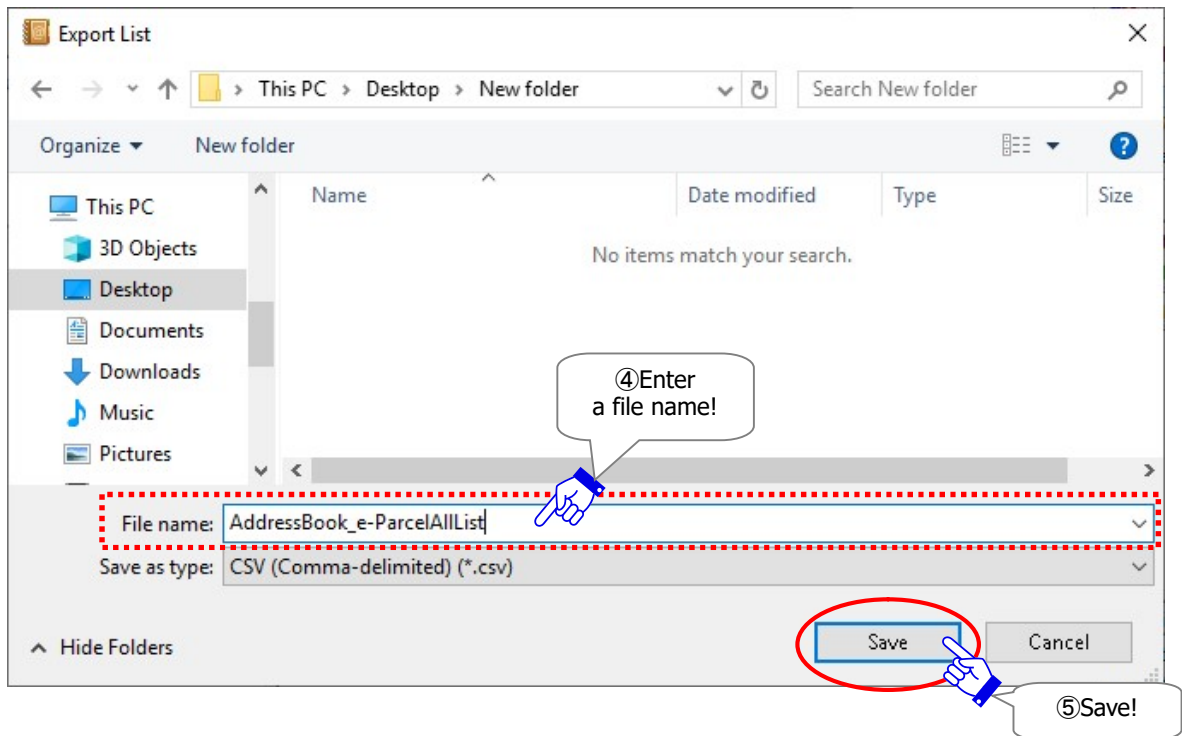 Export List
This PC > Desktop > New folder
Search New folder
Organize
New folder
?
This PC
3D Objects
Desktop
Documents
Downloads
Music
Pictures
Name
Date modified
Type
Size
No items match your search.
④Enter
a file name!
File name: AddressBook_e-ParcelAllList
Save as type: CSV (Comma-delimited) (*.csv)
Hide Folders
Save
Cancel
⑤Save!